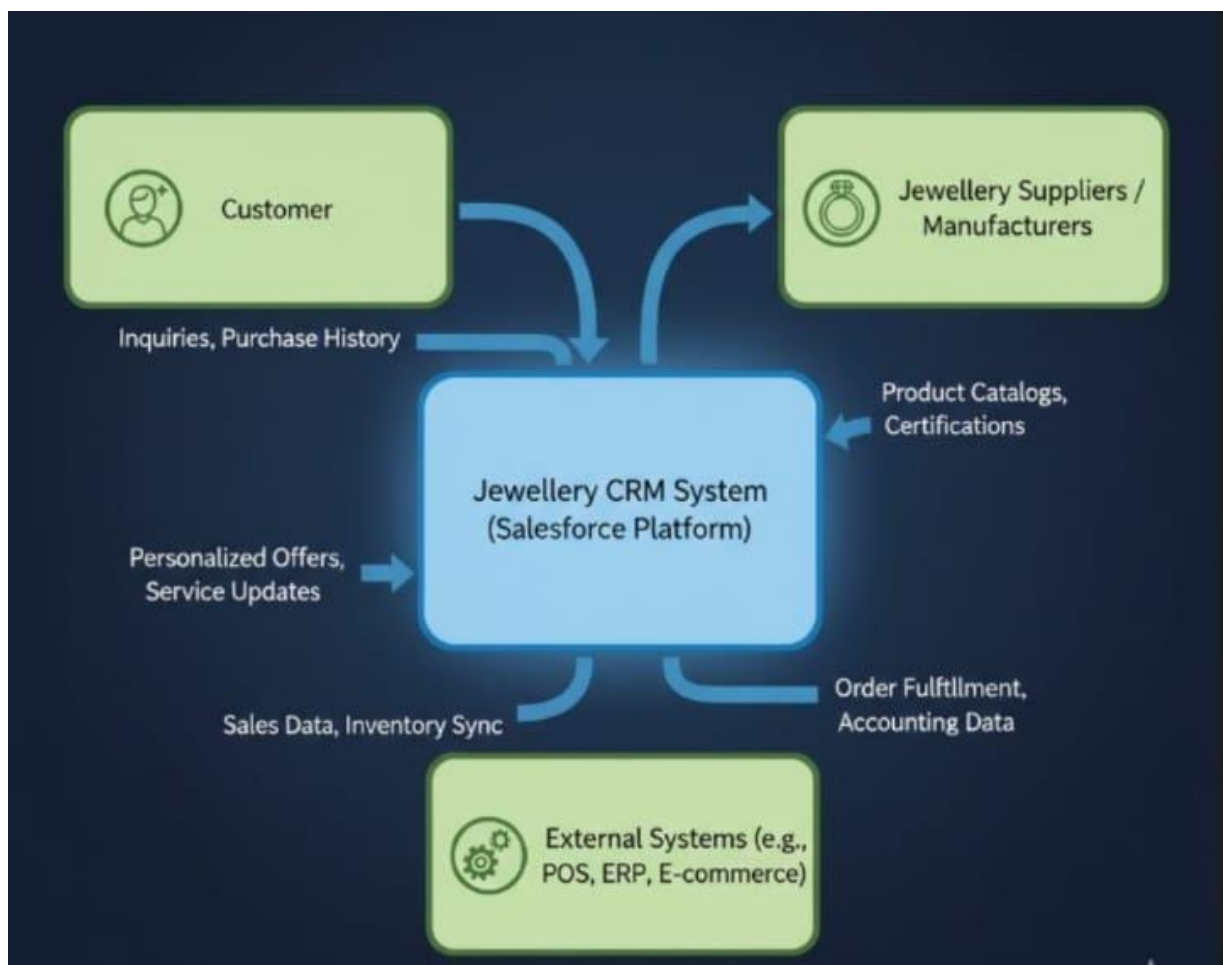 Customer
Jewellery Suppliers /
Manufacturers
Inquiries, Purchase History
Product Catalogs,
Certifications
Jewellery CRM System
(Salesforce Platform)
Personalized Offers,
Service Updates
Sales Data, Inventory Sync
Order Fulftllment,
Accounting Data
External Systems (e.g.,
POS, ERP, E-commerce)